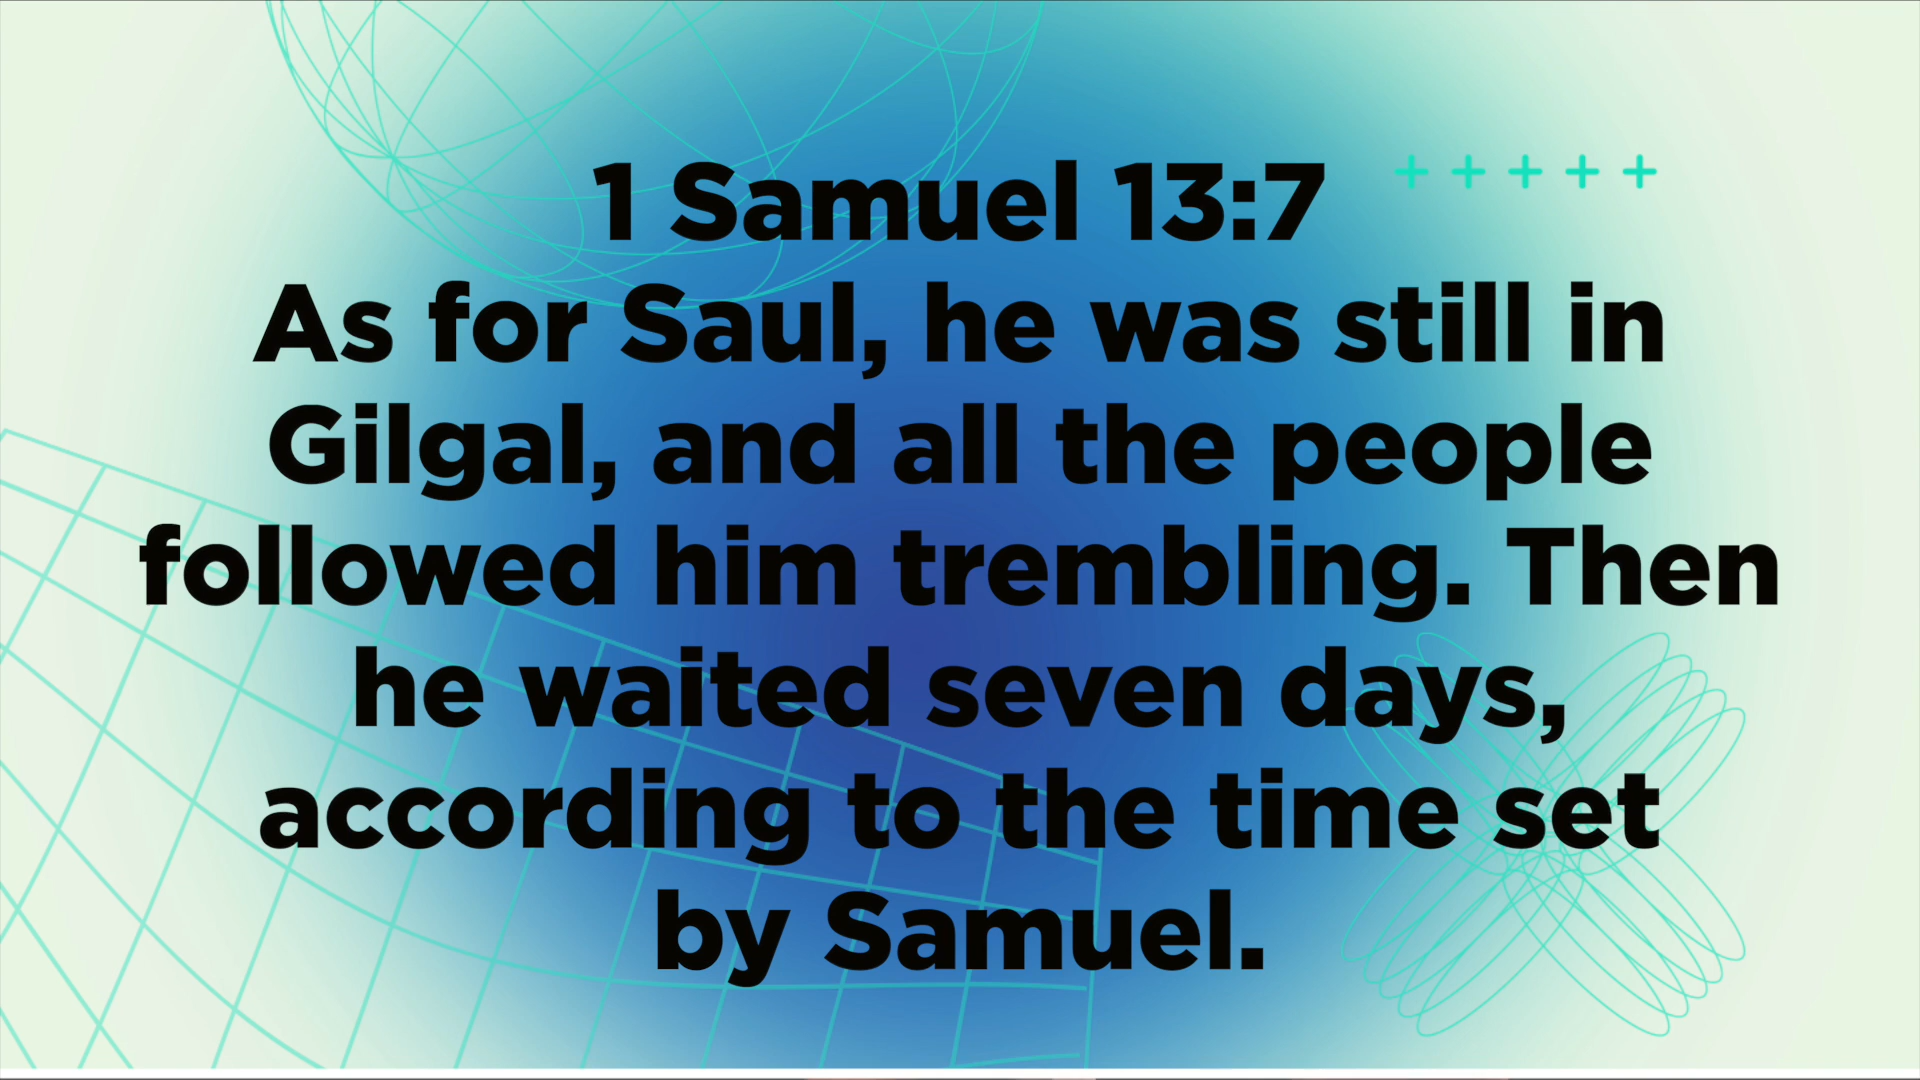 1 Samuel 13:7
As for Saul, he was still in
Gilgal, and all the people
followed him trembling. Then
he waited seven days,
according to the time set
by Samuel.